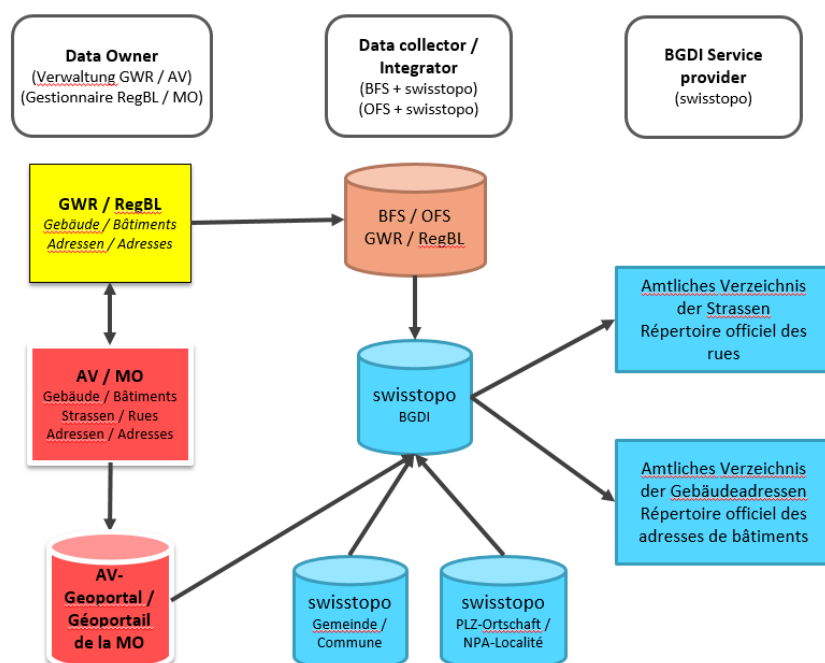 Data Owner
(Verwaltung GWR / AV)
(Gestionnaire RegBL / MO)
Data collector /
Integrator
(BFS + swisstopo)
(OFS + swisstopo)
BGDI Service
provider
(swisstopo)
GWR / RegBL
Gebäude / Bâtiments
Adressen / Adresses
BFS / OFS
GWR / RegBL
Amtliches Verzeichnis
der Strassen
Répertoire officiel des
rues
AV / MO
Gebäude / Bâtiments
Strassen / Rues
Adressen / Adresses
swisstopo
BGDI
Amtliches Verzeichnis
der Gebäudeadressen
Répertoire officiel des
adresses de bâtiments
AV-
Geoportal /
Géoportail
de la MO
swisstopo
Gemeinde /
Commune
swisstopo
PLZ-Ortschaft /
NPA-Localité